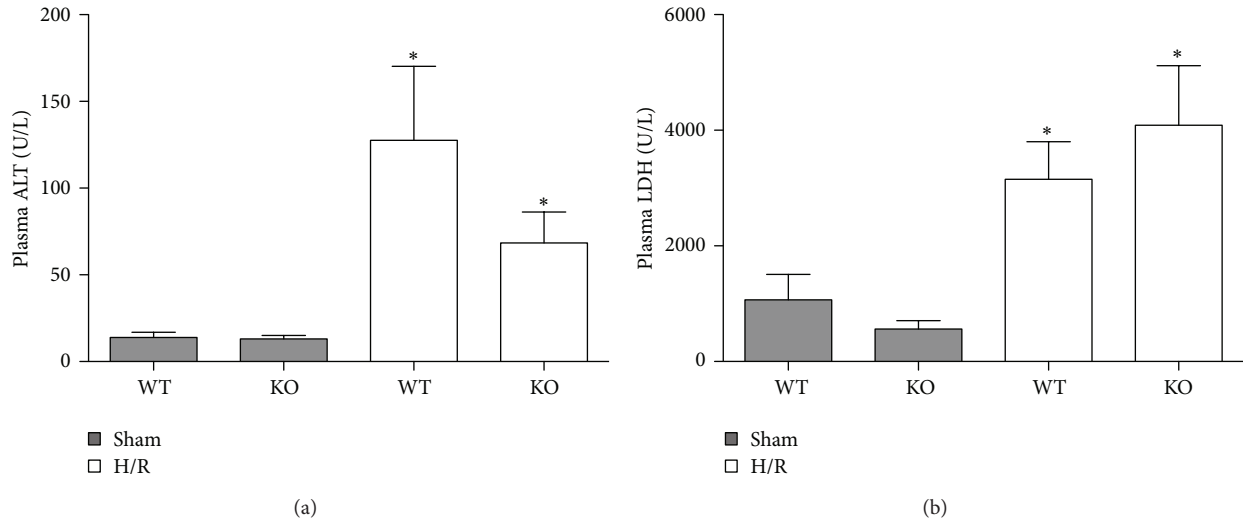 Plasma ALT (U/L)
200
150
100
50
0
*
*
WT
KO
WT
KO
Sham
H/R
(a)
Plasma LDH (U/L)
6000
4000
2000
0
*
*
WT
KO
WT
KO
Sham
H/R
(b)